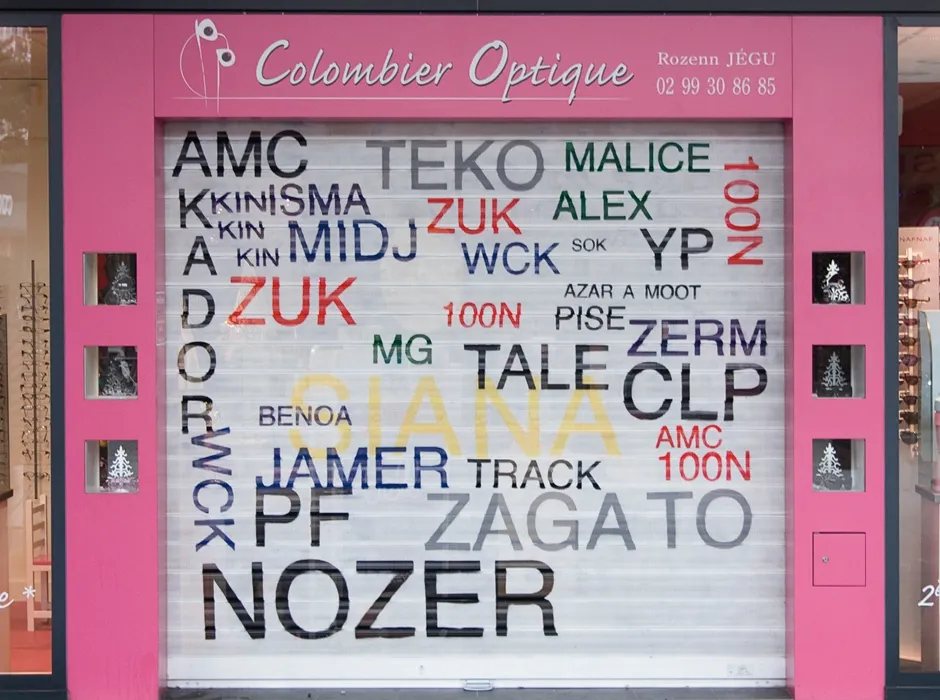 Colombier Optique
Rozenn JÉGU
02 99 30 86 85
AMC
TEKO
MALICE
100N
KADOR
KINISMA
KIN
KIN
MIDJ
ZUK
ALEX
WCK
SOK
YP
ZUK
100N
AZAR A MOOT
PISE
ZERM
MG
TALE
CLP
SIANA
BENOA
AMC
100N
WCK
JAMER
TRACK
PF
ZAGATO
NOZER